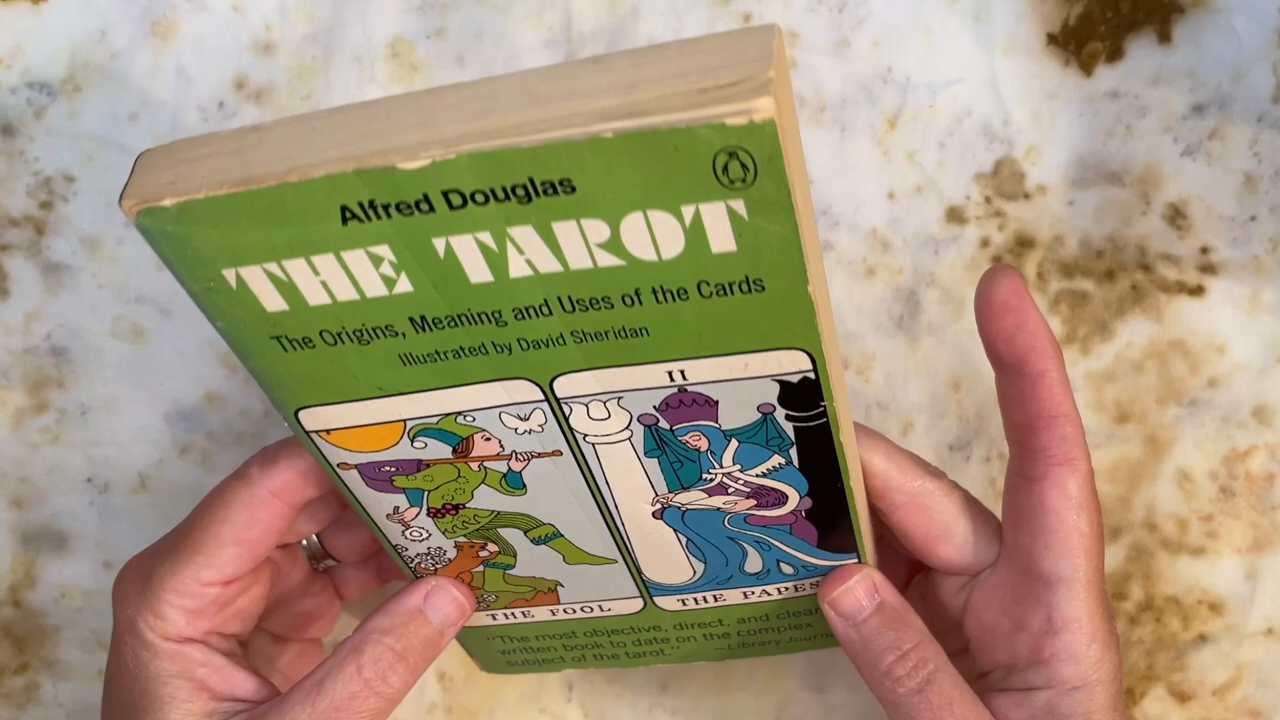 Alfred Douglas
THE TAROT
The Origins, Meaning and Uses of the Cards
Illustrated by David Sheridan
II
THE FOOL
THE PAPES
"The most objective, direct, and clear
written book to date on the complex
subject of the tarot." —Library Journ